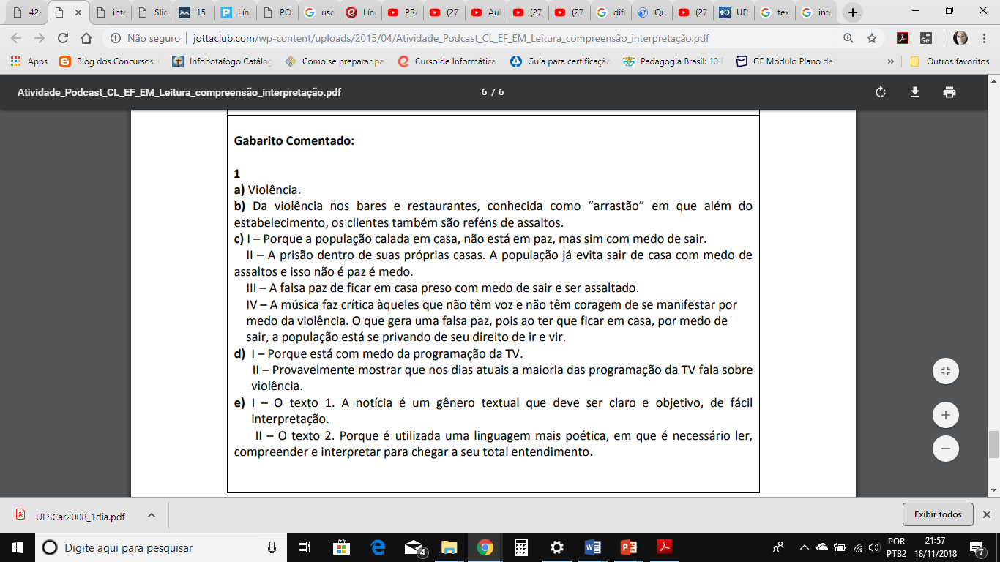 42-
inte
Slic
15
Líng
PO
usc
Líng
PRA
(27
Aul
(27
(27
dife
Qu
(27
UFS
tex
inte
Não seguro | jottaclub.com/wp-content/uploads/2015/04/Atividade_Podcast_CL_EF_EM_Leitura_compreensão_interpretação.pdf
Apps
Blog dos Concursos:
Infobotafogo Catálog
Como se preparar pa
Curso de Informática
Guia para certificaçã
Pedagogia Brasil: 10
GE Módulo Plano de
»
Outros favoritos
Atividade_Podcast_CL_EF_EM_Leitura_compreensão_interpretação.pdf
6 / 6
Gabarito Comentado:
1
a) Violência.
b) Da violência nos bares e restaurantes, conhecida como “arrastão” em que além do
estabelecimento, os clientes também são reféns de assaltos.
c) I – Porque a população calada em casa, não está em paz, mas sim com medo de sair.
II – A prisão dentro de suas próprias casas. A população já evita sair de casa com medo de
assaltos e isso não é paz é medo.
III – A falsa paz de ficar em casa preso com medo de sair e ser assaltado.
IV – A música faz crítica àqueles que não têm voz e não têm coragem de se manifestar por
medo da violência. O que gera uma falsa paz, pois ao ter que ficar em casa, por medo de
sair, a população está se privando de seu direito de ir e vir.
d) I – Porque está com medo da programação da TV.
II – Provavelmente mostrar que nos dias atuais a maioria das programação da TV fala sobre
violência.
e) I – O texto 1. A notícia é um gênero textual que deve ser claro e objetivo, de fácil
interpretação.
II – O texto 2. Porque é utilizada uma linguagem mais poética, em que é necessário ler,
compreender e interpretar para chegar a seu total entendimento.
UFSCar2008_1dia.pdf
Exibir todos
Digite aqui para pesquisar
4
POR
PTB2
21:57
18/11/2018
7